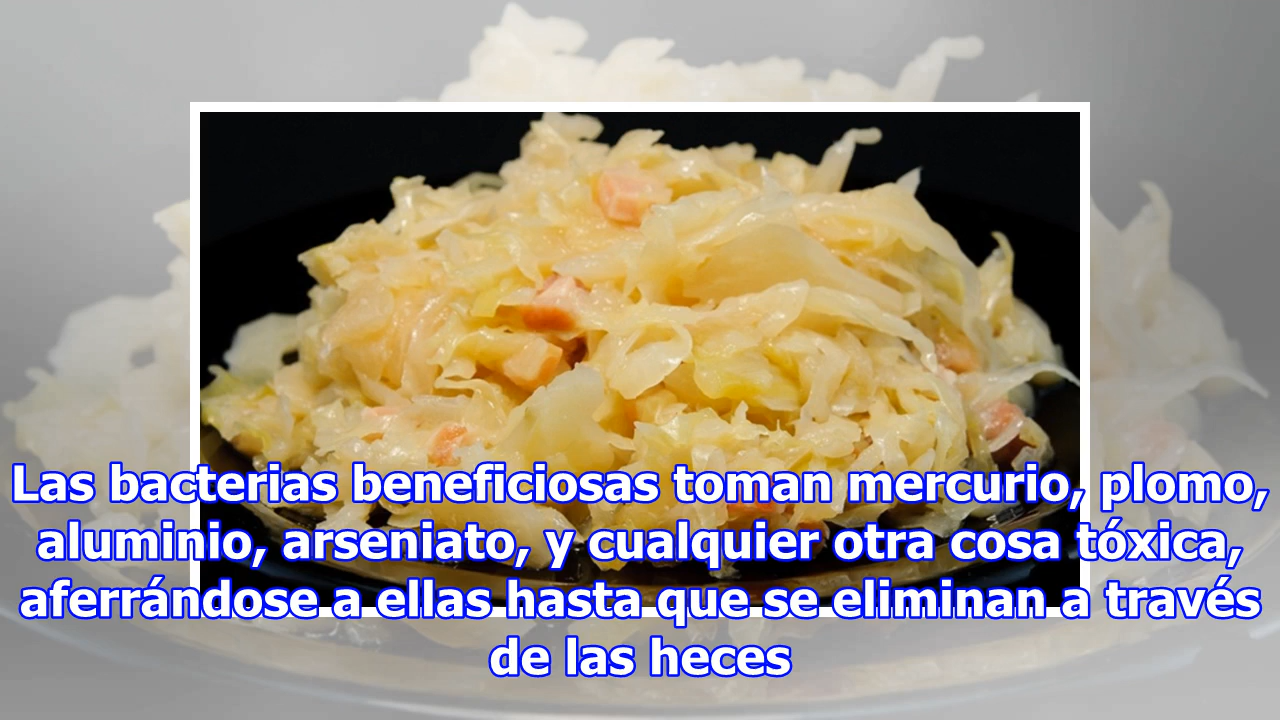 Las bacterias beneficiosas toman mercurio, plomo,
aluminio, arseniato, y cualquier otra cosa tóxica,
aferrándose a ellas hasta que se eliminan a través
de las heces